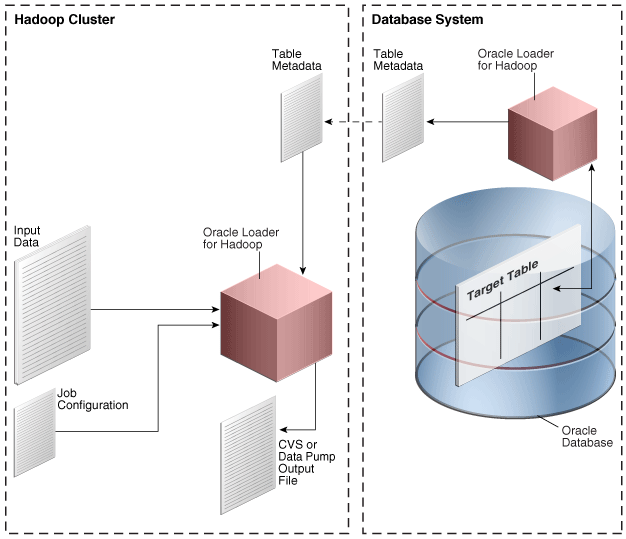 Hadoop Cluster
Database System
Table
Metadata
Table
Metadata
Oracle Loader
for Hadoop
Input
Data
Oracle Loader
for Hadoop
Target Table
Job
Configuration
CVS or
Data Pump
Output
File
Oracle
Database